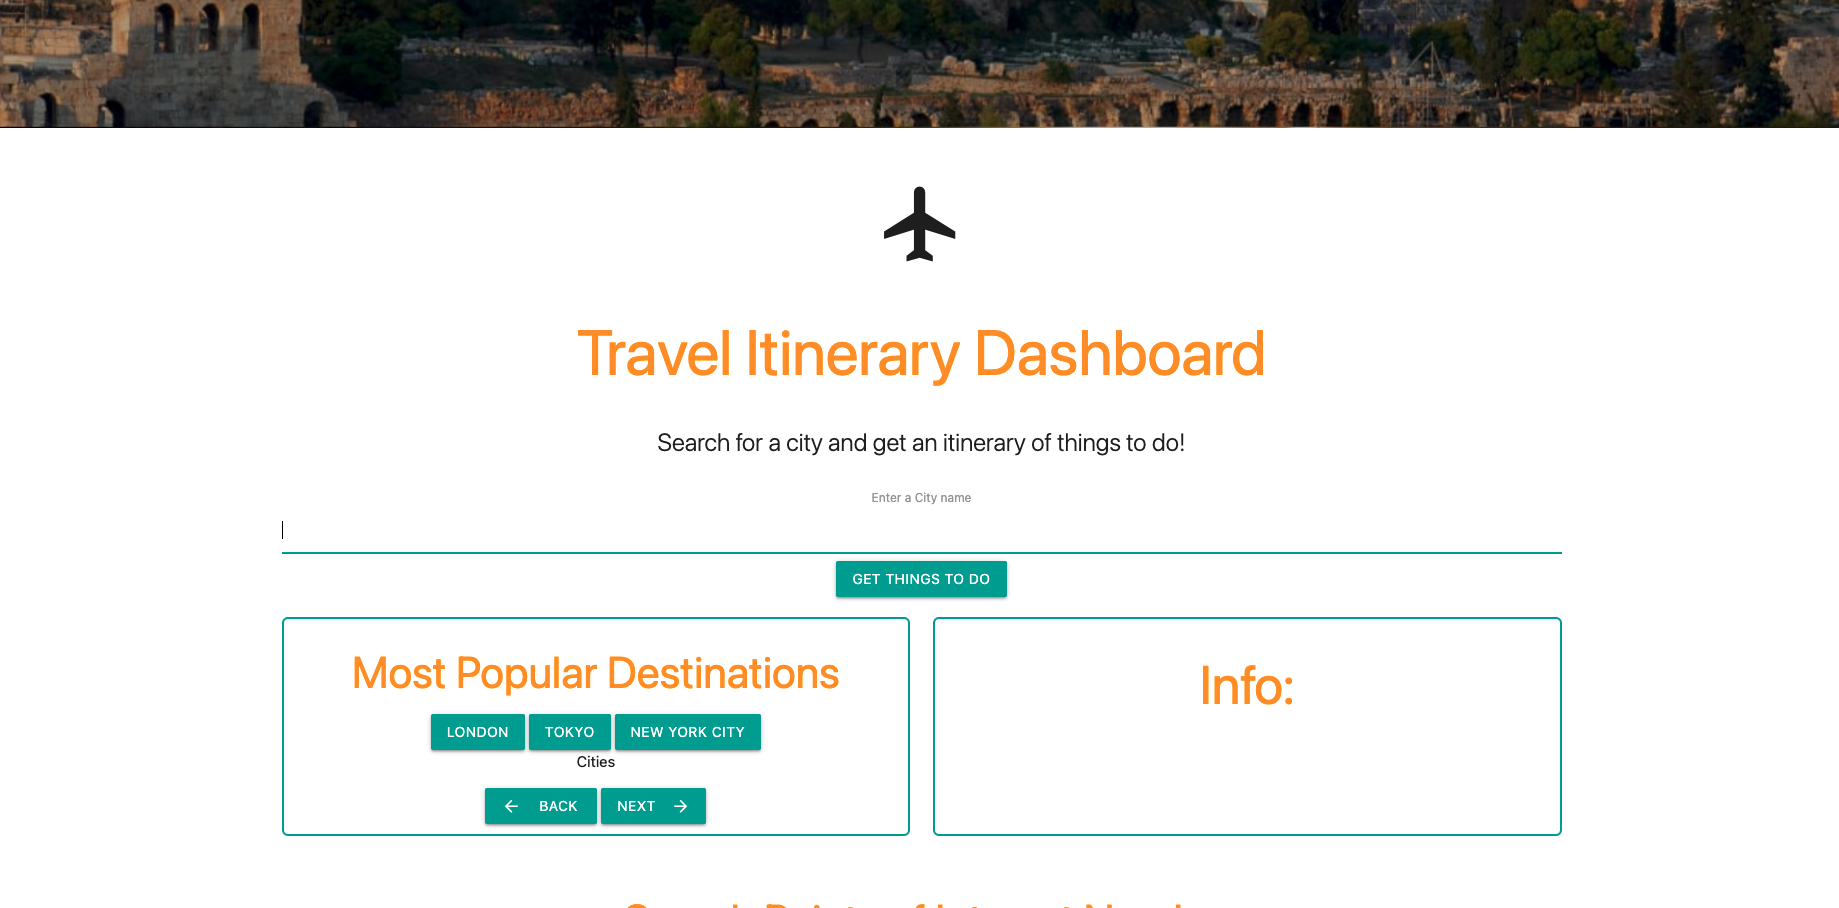 Travel Itinerary Dashboard
Search for a city and get an itinerary of things to do!
Enter a City name
GET THINGS TO DO
Most Popular Destinations
LONDON TOKYO NEW YORK CITY
Cities
BACK NEXT
Info: